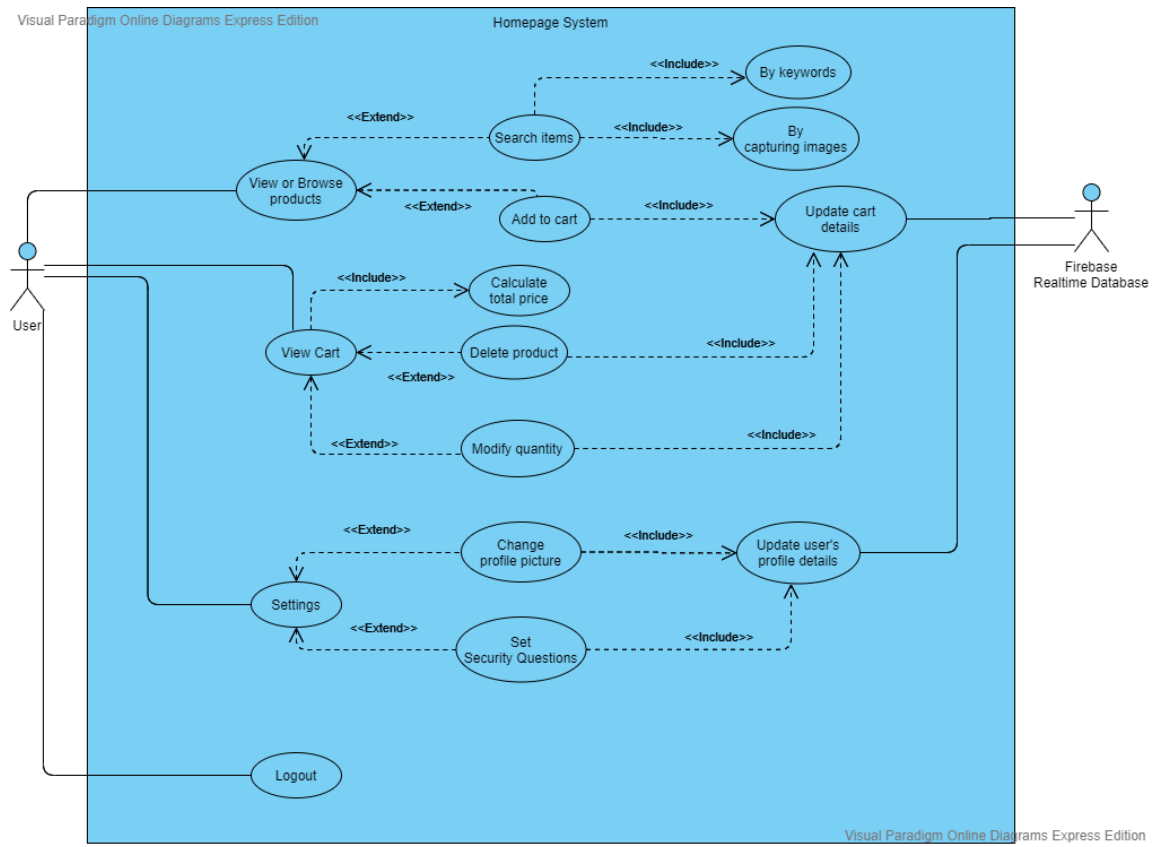 Visual Paradigm Online Diagrams Express Edition
Homepage System
<<Include>>
By keywords
<<Extend>>
Search items
<<Include>>
By
capturing images
View or Browse
products
<<Extend>>
Add to cart
<<Include>>
Update cart
details
Firebase
Realtime Database
User
<<Include>>
Calculate
total price
View Cart
<<Extend>>
Delete product
<<Include>>
<<Extend>>
Modify quantity
<<Include>>
<<Extend>>
Change
profile picture
<<Include>>
Update user's
profile details
Settings
<<Extend>>
Set
Security Questions
<<Include>>
Logout
Visual Paradigm Online Diagrams Express Edition